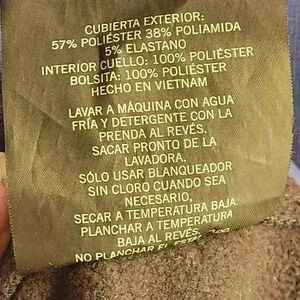 CUBIERTA EXTERIOR:
57% POLIÉSTER 38% POLIAMIDA
5% ELASTANO
INTERIOR CUELLO: 100% POLIÉSTER
BOLSITA: 100% POLIÉSTER
HECHO EN VIETNAM
LAVAR A MÁQUINA CON AGUA
FRÍA Y DETERGENTE CON LA
PRENDA AL REVÉS.
SACAR PRONTO DE LA
LAVADORA.
SÓLO USAR BLANQUEADOR
SIN CLORO CUANDO SEA
NECESARIO,
SECAR A TEMPERATURA BAJA.
PLANCHAR A TEMPERATURA
BAJA AL REVÉS.
NO PLANCHAR EL